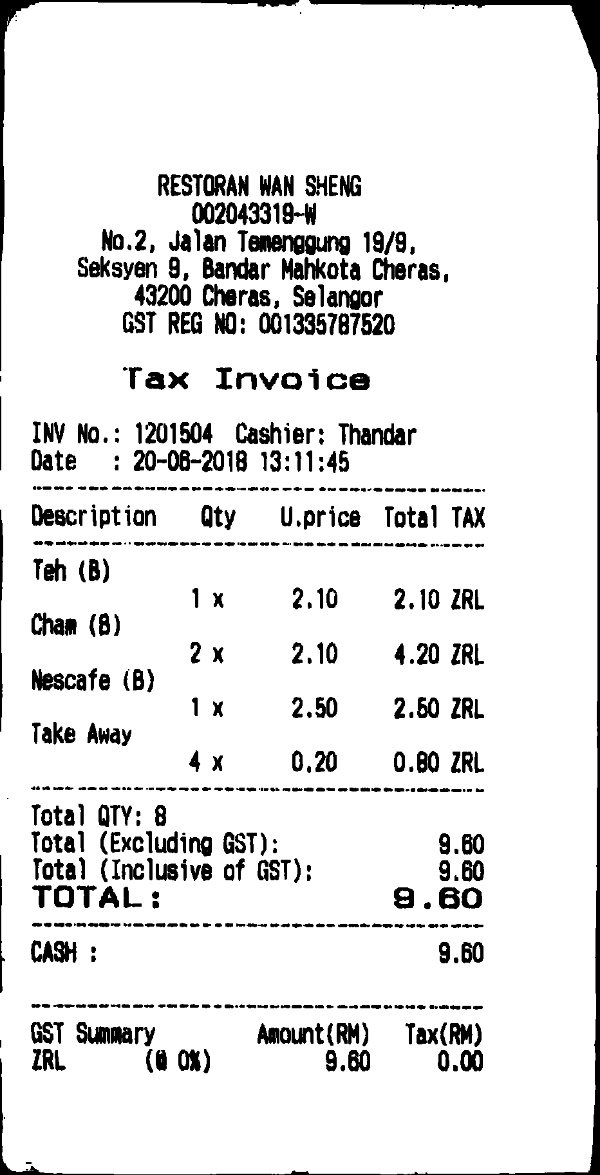 RESTORAN WAN SHENG
002043319-W
No.2, Jalan Temenggung 19/9,
Seksyen 9, Bandar Mahkota Cheras,
43200 Cheras, Selangor
GST REG NO: 001335787520
Tax Invoice
INV No.: 1201504 Cashier: Thandar
Date : 20-06-2018 13:11:45
Description Qty U.price Total TAX
Teh (B)
1 x 2.10 2.10 ZRL
Cham (B)
2 x 2.10 4.20 ZRL
Nescafe (B)
1 x 2.50 2.50 ZRL
Take Away
4 x 0.20 0.80 ZRL
Total QTY: 8
Total (Excluding GST): 9.60
Total (Inclusive of GST): 9.60
TOTAL: 9.60
CASH : 9.60
GST Summary Amount(RM) Tax(RM)
ZRL (@ 0%) 9.60 0.00